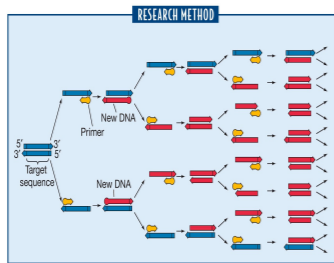 RESEARCH METHOD
New DNA
Primer
5′ 3′
3′ 5′
Target
sequence
New DNA